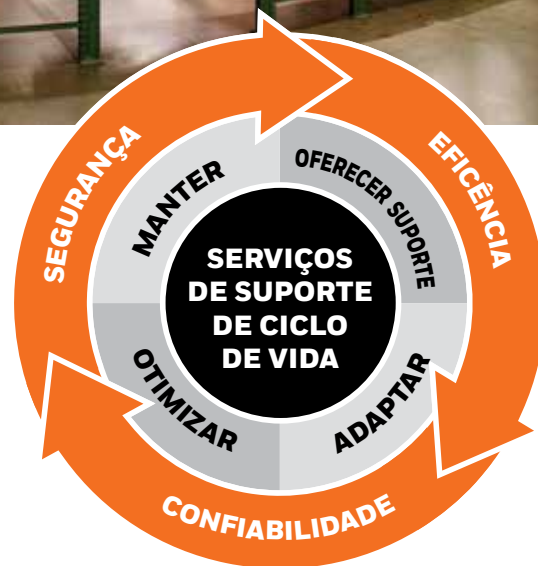 SEGURANÇA
EFICÊNCIA
CONFIABILIDADE
MANTER
OFERECER SUPORTE
ADAPTAR
OTIMIZAR
SERVIÇOS
DE SUPORTE
DE CICLO
DE VIDA